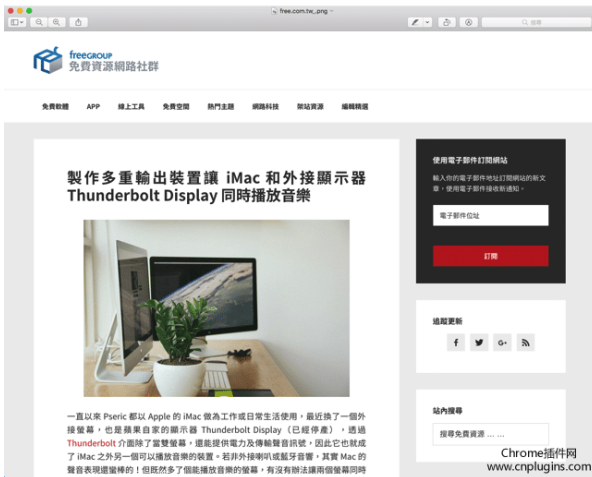 free.com.tw_.png
搜尋
freeGROUP
免費資源網路社群
免費軟體 APP 線上工具 免費空間 熱門主題 網路科技 架站資源 編輯精選
製作多重輸出裝置讓 iMac 和外接顯示器
Thunderbolt Display 同時播放音樂
一直以來 Pseric 都以 Apple 的 iMac 做為工作或日常生活使用，最近換了一個外
接螢幕，也是蘋果自家的顯示器 Thunderbolt Display（已經停產），透過
Thunderbolt 介面除了當雙螢幕，還能提供電力及傳輸聲音訊號，因此它也就成
了 iMac 之外另一個可以播放音樂的裝置。若非外接喇叭或藍牙音響，其實 Mac 的
聲音表現還蠻棒的！但既然多了個能播放音樂的螢幕，有沒有辦法讓兩個螢幕同時
使用電子郵件訂閱網站
輸入你的電子郵件地址訂閱網站的新文
章，使用電子郵件接收新通知。
電子郵件位址
訂閱
追蹤更新
站內搜尋
搜尋免費資源 … …
Chrome插件网
www.cnplugins.com